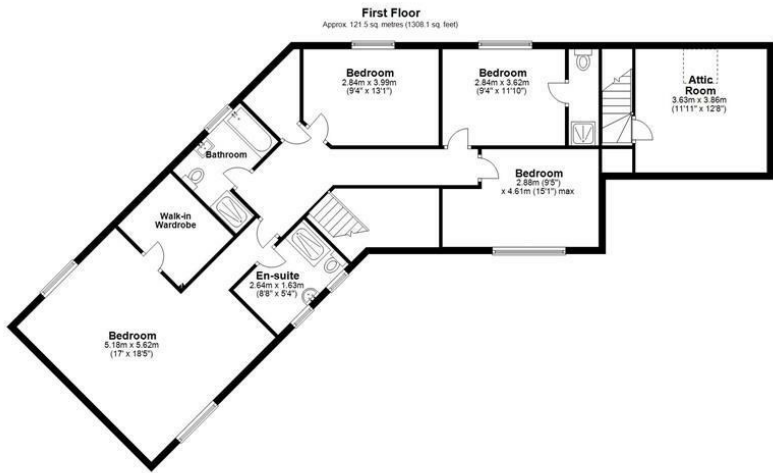 First Floor
Approx. 121.5 sq. metres (1308.1 sq. feet)
Bedroom
2.84m x 3.99m
(9'4" x 13'1")
Bedroom
2.84m x 3.62m
(9'4" x 11'10")
Attic
Room
3.63m x 3.86m
(11'11" x 12'8")
Bathroom
Bedroom
2.88m (9'5")
x 4.61m (15'1") max
Walk-in
Wardrobe
En-suite
2.64m x 1.63m
(8'8" x 5'4")
Bedroom
5.18m x 5.62m
(17' x 18'5")